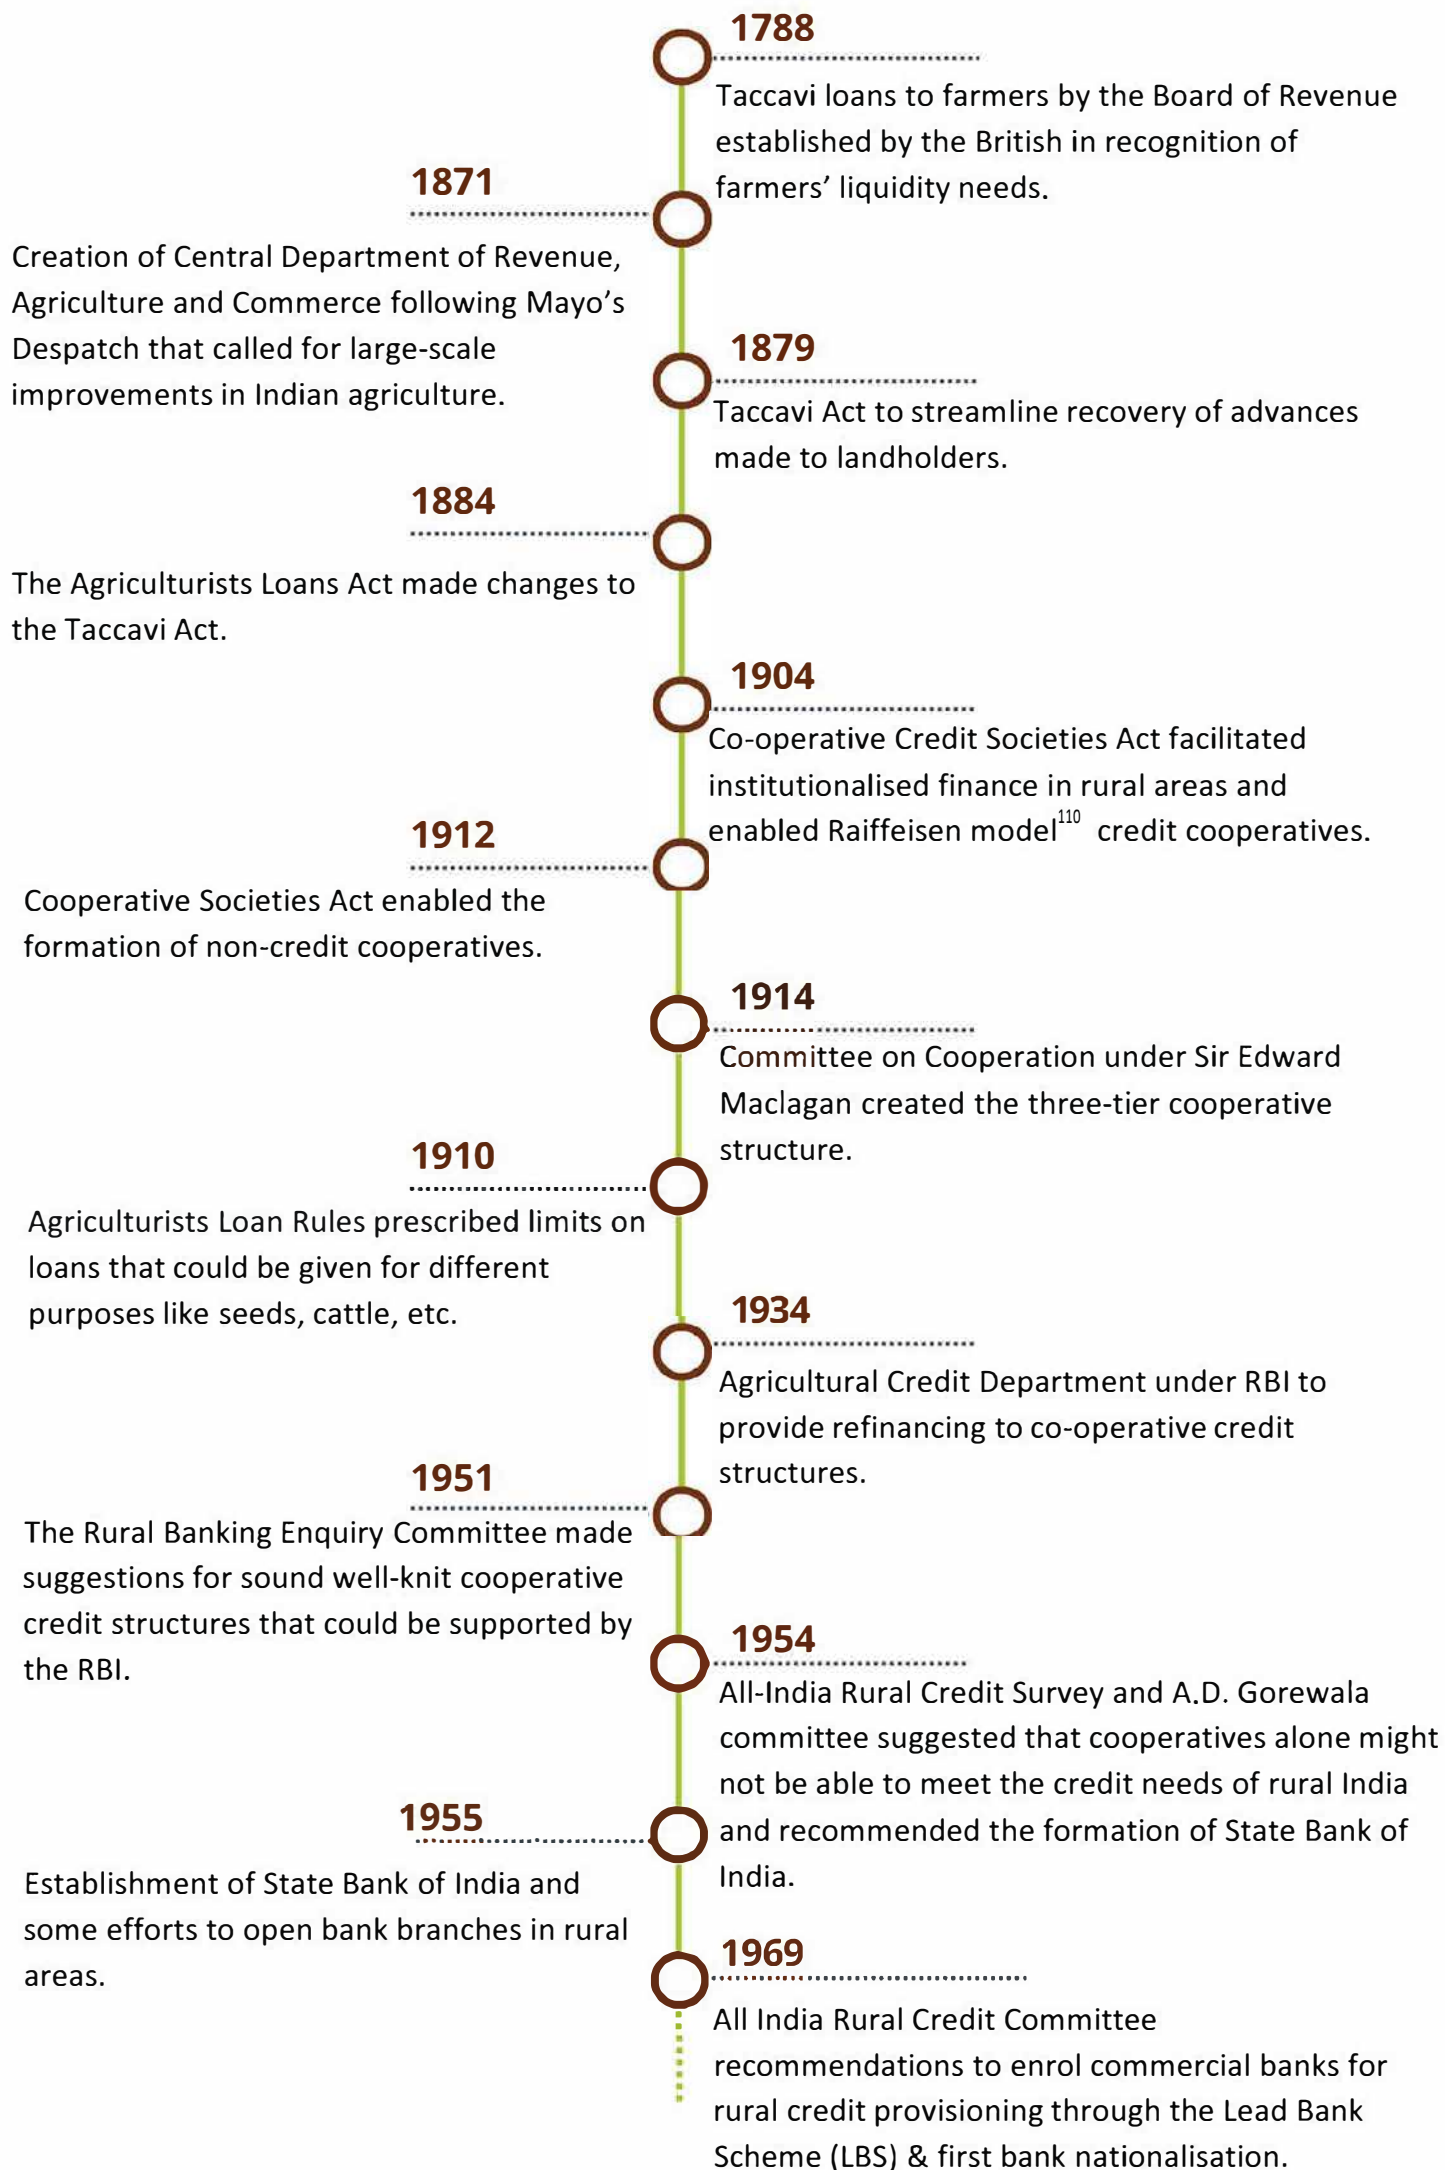 1788
Taccavi loans to farmers by the Board of Revenue
established by the British in recognition of
farmers’ liquidity needs.
1871
Creation of Central Department of Revenue,
Agriculture and Commerce following Mayo’s
Despatch that called for large-scale
improvements in Indian agriculture.
1879
Taccavi Act to streamline recovery of advances
made to landholders.
1884
The Agriculturists Loans Act made changes to
the Taccavi Act.
1904
Co-operative Credit Societies Act facilitated
institutionalised finance in rural areas and
enabled Raiffeisen model110 credit cooperatives.
1912
Cooperative Societies Act enabled the
formation of non-credit cooperatives.
1914
Committee on Cooperation under Sir Edward
Maclagan created the three-tier cooperative
structure.
1910
Agriculturists Loan Rules prescribed limits on
loans that could be given for different
purposes like seeds, cattle, etc.
1934
Agricultural Credit Department under RBI to
provide refinancing to co-operative credit
structures.
1951
The Rural Banking Enquiry Committee made
suggestions for sound well-knit cooperative
credit structures that could be supported by
the RBI.
1954
All-India Rural Credit Survey and A.D. Gorewala
committee suggested that cooperatives alone might
not be able to meet the credit needs of rural India
and recommended the formation of State Bank of
India.
1955
Establishment of State Bank of India and
some efforts to open bank branches in rural
areas.
1969
All India Rural Credit Committee
recommendations to enrol commercial banks for
rural credit provisioning through the Lead Bank
Scheme (LBS) & first bank nationalisation.